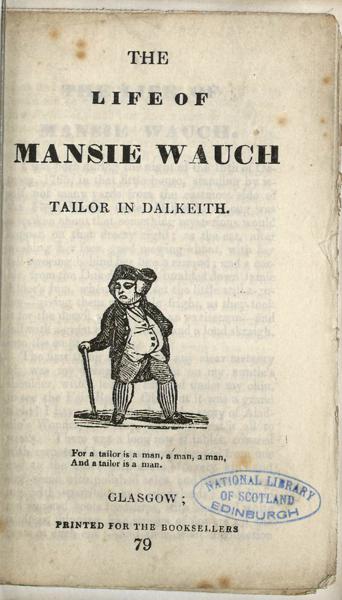 THE
LIFE OF
MANSIE WAUCH
TAILOR IN DALKEITH.
For a tailor is a man, a man, a man,
And a tailor is a man.
GLASGOW;
NATIONAL LIBRARY
OF SCOTLAND
EDINBURGH
PRINTED FOR THE BOOKSELLERS
79